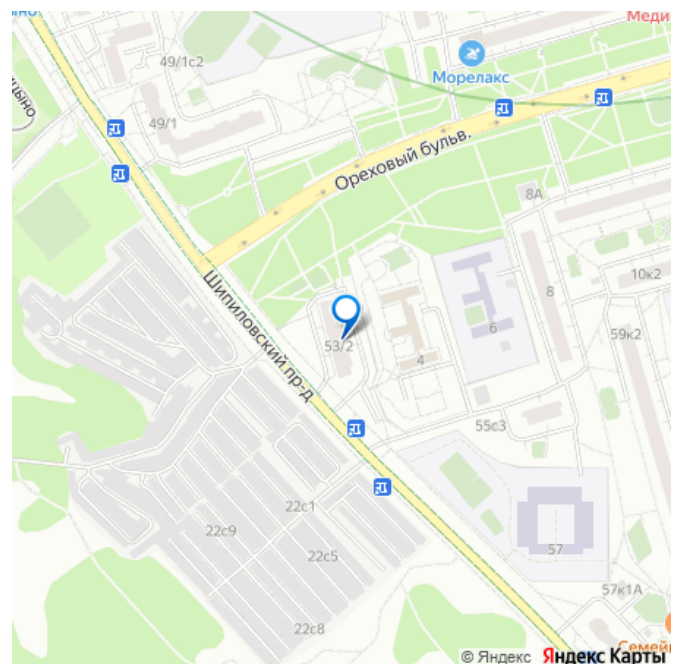 Меди
49/1с2
Морелакс
49/1
Ореховый бульв.
8А
10к2
8
6
59к2
Шипиловский пр-д
53/2
4
55с3
22с1
22с9
22с5
57
57к1А
22с8
Семей
© Яндекс Яндекс Карты